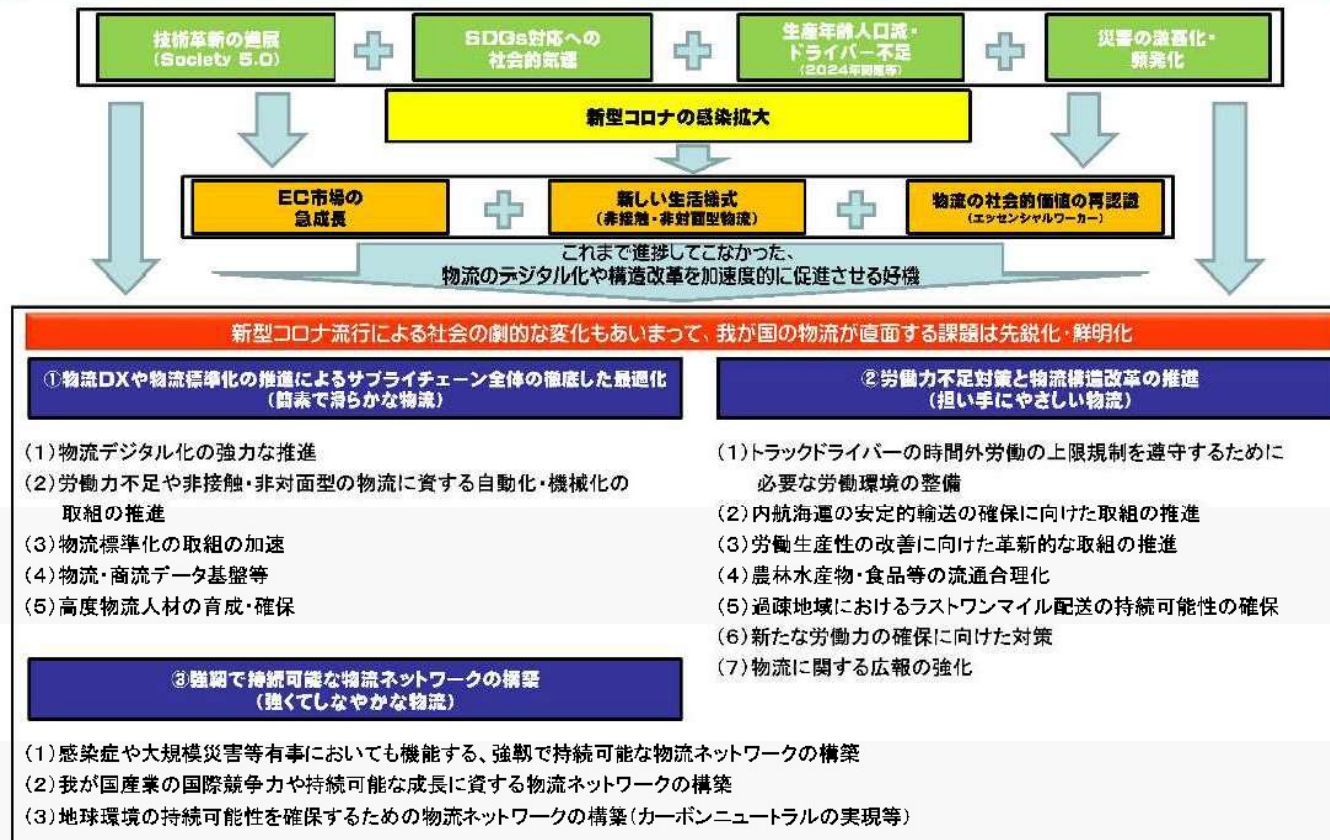 技術革新の進展
(Society 5.0)
SDGs対応への
社会的気運
生産年齢人口減・
ドライバー不足
(2024年問題等)
災害の激甚化・
頻発化
新型コロナの感染拡大
EC市場の
急成長
新しい生活様式
(非接触・非対面型物流)
物流の社会的価値の再認識
(エッセンシャルワーカー)
これまで進捗してこなかった、
物流のデジタル化や構造改革を加速度的に促進させる好機
新型コロナ流行による社会の劇的な変化もあいまって、我が国の物流が直面する課題は先鋭化・鮮明化
①物流DXや物流標準化の推進によるサプライチェーン全体の徹底した最適化
(簡素で滑らかな物流)
(1)物流デジタル化の強力な推進
(2)労働力不足や非接触・非対面型の物流に資する自動化・機械化の
取組の推進
(3)物流標準化の取組の加速
(4)物流・商流データ基盤等
(5)高度物流人材の育成・確保
②労働力不足対策と物流構造改革の推進
(担い手にやさしい物流)
(1)トラックドライバーの時間外労働の上限規制を遵守するために
必要な労働環境の整備
(2)内航海運の安定的輸送の確保に向けた取組の推進
(3)労働生産性の改善に向けた革新的な取組の推進
(4)農林水産物・食品等の流通合理化
(5)過疎地域におけるラストワンマイル配送の持続可能性の確保
(6)新たな労働力の確保に向けた対策
(7)物流に関する広報の強化
③強靭で持続可能な物流ネットワークの構築
(強くてしなやかな物流)
(1)感染症や大規模災害等有事においても機能する、強靱で持続可能な物流ネットワークの構築
(2)我が国産業の国際競争力や持続可能な成長に資する物流ネットワークの構築
(3)地球環境の持続可能性を確保するための物流ネットワークの構築(カーボンニュートラルの実現等)